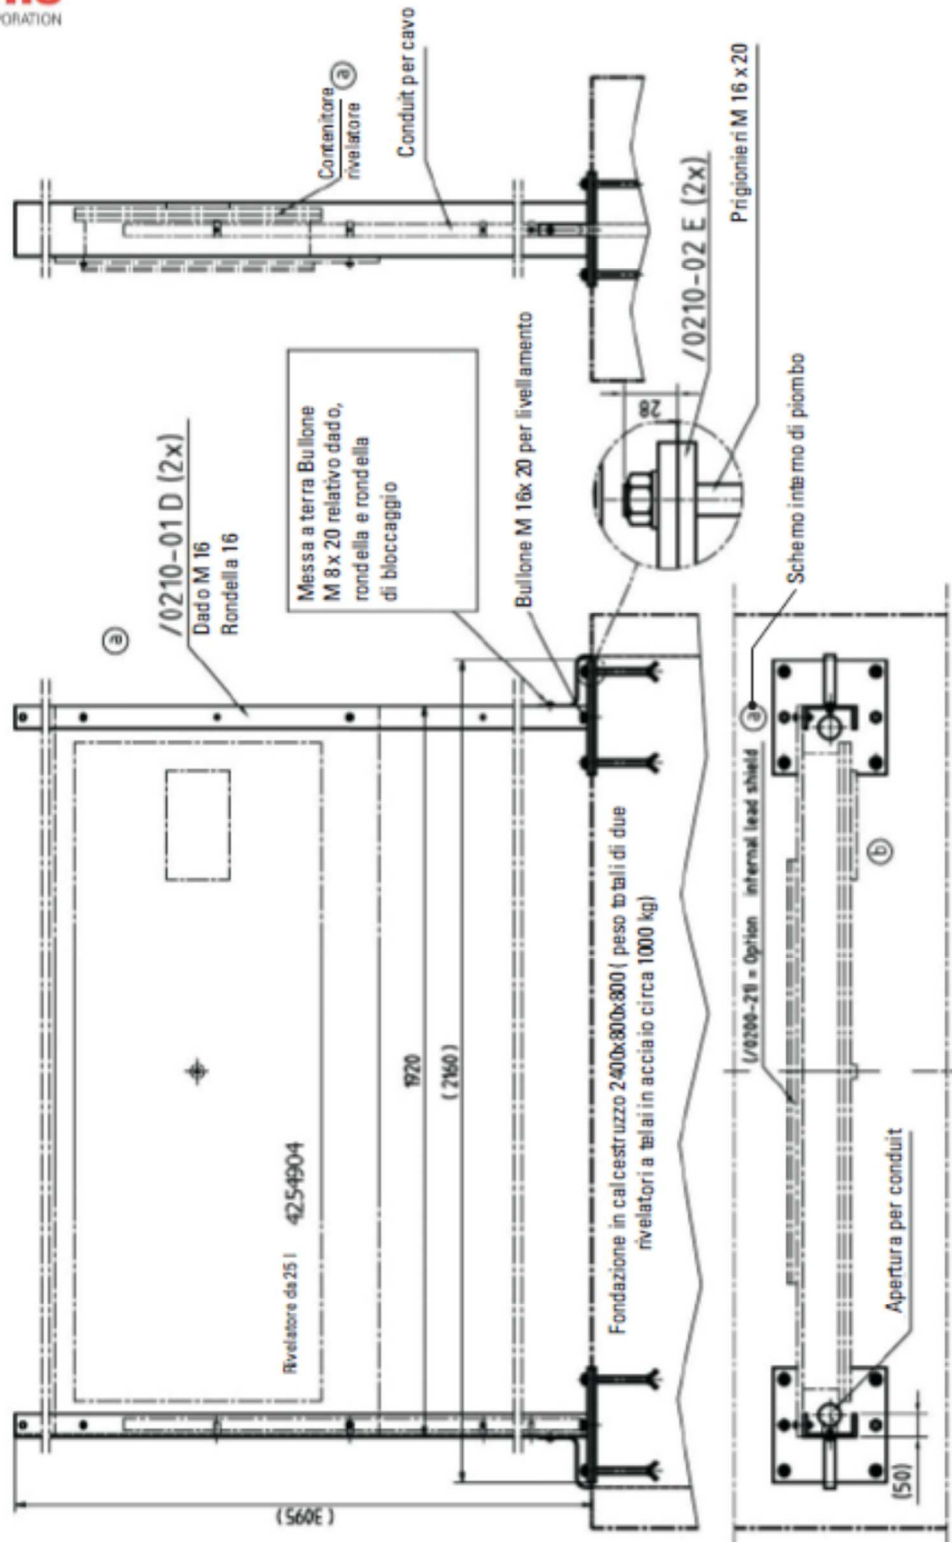 PORATION
Contenitore
rivelatore
a
Conduit per cavo
/0210-01 D (2x)
Dado M 16
Rondella 16
a
Messa a terra Bullone
M 8 x 20 relativo dado,
rondella e rondella
di bloccaggio
Bullone M 16x 20 per livellamento
/0210-02 E (2x)
Prigionieri M 16 x 20
28
Rivelatore da 25 l 4254904
1920
(2160)
(3095)
Fondazione in calcestruzzo 2400x800x800 ( peso totali di due
rivelatori a telai in acciaio circa 1000 kg)
Schermo interno di piombo
a
(/0200-21) = Option internal lead shield
b
Apertura per conduit
(50)